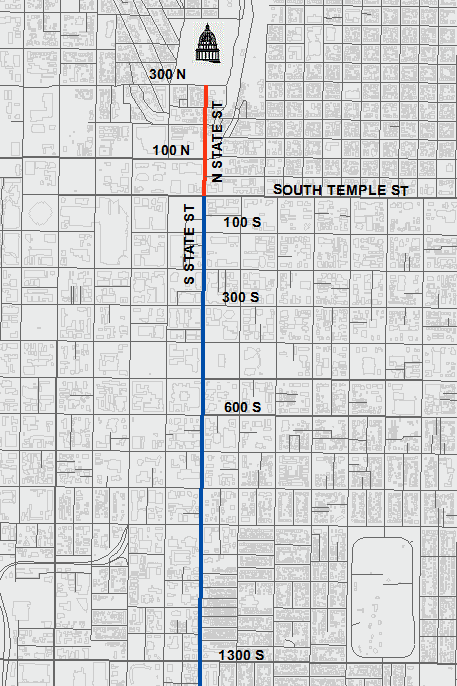 300 N
N STATE ST
100 N
SOUTH TEMPLE ST
S STATE ST
100 S
300 S
600 S
1300 S